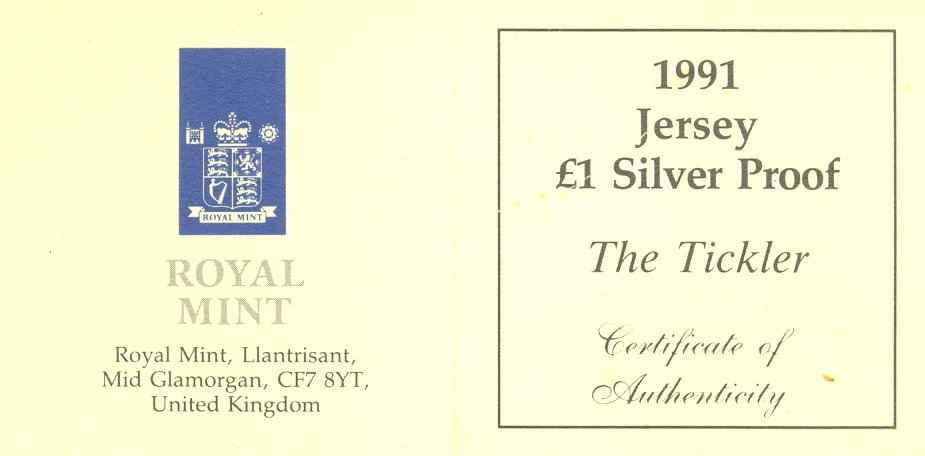 ROYAL MINT
ROYAL
MINT
Royal Mint, Llantrisant,
Mid Glamorgan, CF7 8YT,
United Kingdom
1991
Jersey
£1 Silver Proof
The Tickler
Certificate of
Authenticity